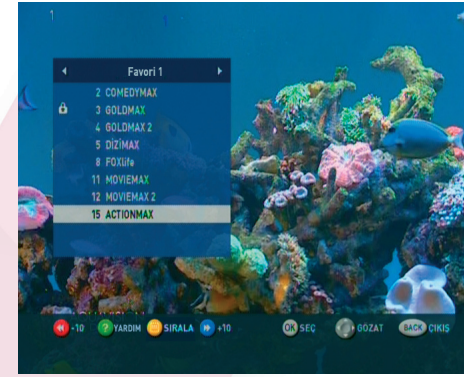 1
Favori 1
2 COMEDYMAX
3 GOLDMAX
4 GOLDMAX 2
5 DİZİMAX
8 FOXlife
11 MOVIEMAX
12 MOVIEMAX 2
15 ACTIONMAX
-10 ? YARDIM SIRALA +10 OK SEÇ GÖZAT BACK ÇIKIŞ